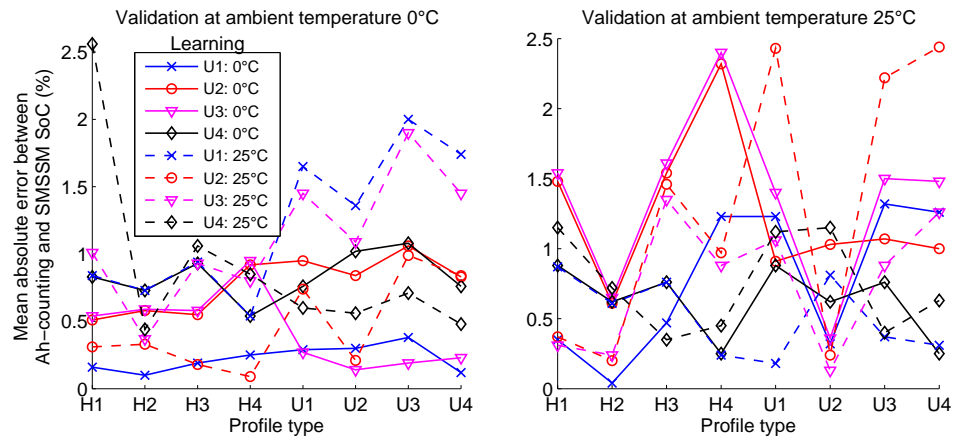 Validation at ambient temperature 0°C
Validation at ambient temperature 25°C
Mean absolute error between
Ah−counting and SMSSM SoC (%)
2.5
2
1.5
1
0.5
0
Learning
U1: 0°C
U2: 0°C
U3: 0°C
U4: 0°C
U1: 25°C
U2: 25°C
U3: 25°C
U4: 25°C
H1 H2 H3 H4 U1 U2 U3 U4
Profile type
2.5
2
1.5
1
0.5
0
H1 H2 H3 H4 U1 U2 U3 U4
Profile type